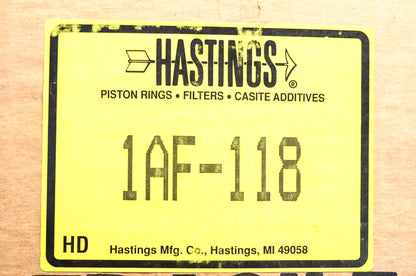 HASTINGS®
PISTON RINGS • FILTERS • CASITE ADDITIVES
1AF-118
HD
Hastings Mfg. Co., Hastings, MI 49058